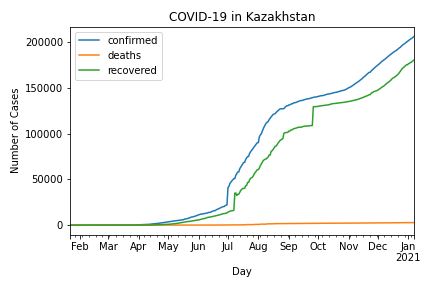 COVID-19 in Kazakhstan
confirmed
deaths
recovered
Number of Cases
200000
150000
100000
50000
0
Feb Mar Apr May Jun Jul Aug Sep Oct Nov Dec Jan
2021
Day